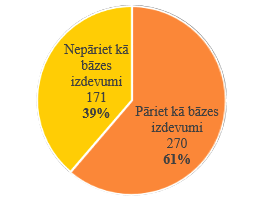 Nepāriet kā
bāzes
izdevumi
171
39%
Pāriet kā bāzes
izdevumi
270
61%